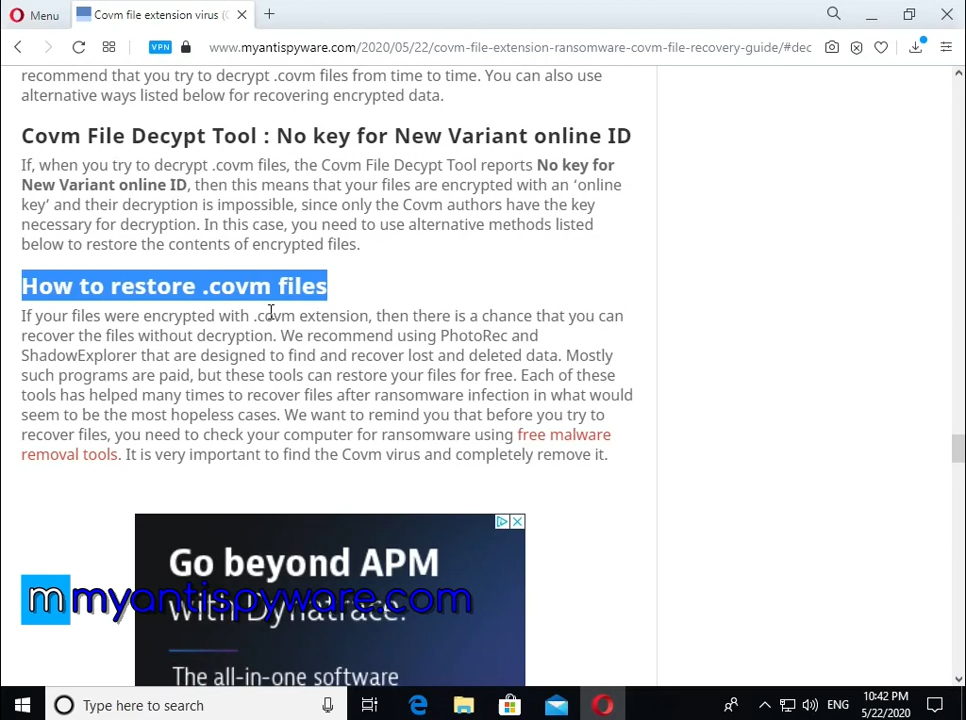 Menu
Covm file extension virus (
VPN
www.myantispyware.com/2020/05/22/covm-file-extension-ransomware-covm-file-recovery-guide/#dec
recommend that you try to decrypt .covm files from time to time. You can also use
alternative ways listed below for recovering encrypted data.
Covm File Decypt Tool : No key for New Variant online ID
If, when you try to decrypt .covm files, the Covm File Decypt Tool reports No key for
New Variant online ID, then this means that your files are encrypted with an ‘online
key’ and their decryption is impossible, since only the Covm authors have the key
necessary for decryption. In this case, you need to use alternative methods listed
below to restore the contents of encrypted files.
How to restore .covm files
If your files were encrypted with .covm extension, then there is a chance that you can
recover the files without decryption. We recommend using PhotoRec and
ShadowExplorer that are designed to find and recover lost and deleted data. Mostly
such programs are paid, but these tools can restore your files for free. Each of these
tools has helped many times to recover files after ransomware infection in what would
seem to be the most hopeless cases. We want to remind you that before you try to
recover files, you need to check your computer for ransomware using free malware
removal tools. It is very important to find the Covm virus and completely remove it.
Go beyond APM
with Dynatrace.
m myantispyware.com
The all-in-one software
Type here to search
ENG
10:42 PM
5/22/2020